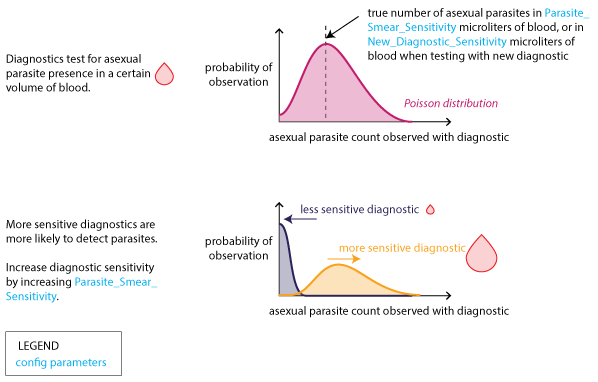 Diagnostics test for asexual
parasite presence in a certain
volume of blood.
true number of asexual parasites in Parasite_
Smear_Sensitivity microliters of blood, or in
New_Diagnostic_Sensitivity microliters of
blood when testing with new diagnostic
probability of
observation
Poisson distribution
asexual parasite count observed with diagnostic
More sensitive diagnostics are
more likely to detect parasites.
Increase diagnostic sensitivity
by increasing Parasite_Smear_
Sensitivity.
less sensitive diagnostic
probability of
observation
more sensitive diagnostic
asexual parasite count observed with diagnostic
LEGEND
config parameters